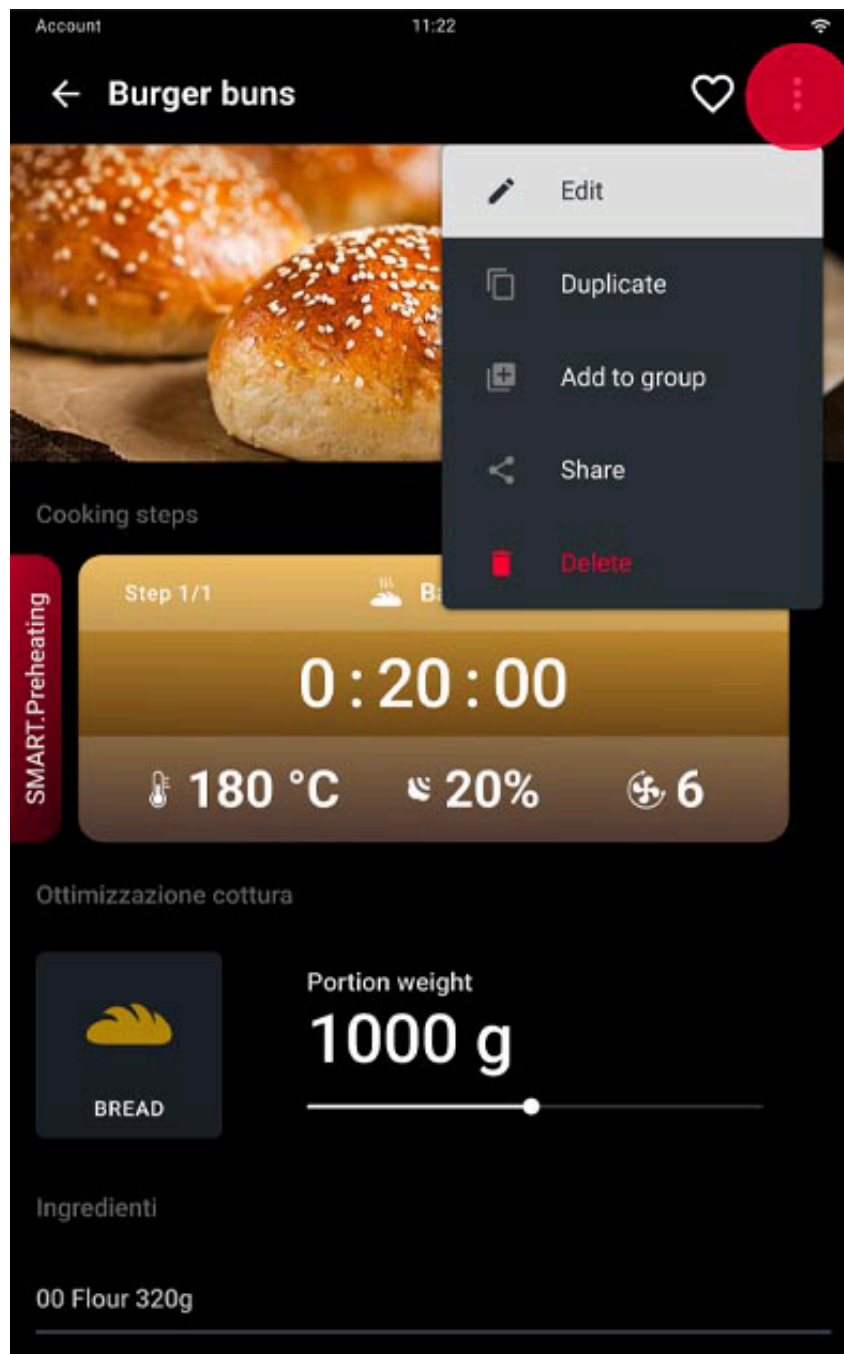 Account 11:22
Burger buns
Edit
Duplicate
Add to group
Share
Delete
Cooking steps
SMART.Preheating
Step 1/1
0:20:00
180 °C 20% 6
Ottimizzazione cottura
BREAD
Portion weight
1000 g
Ingredienti
00 Flour 320g